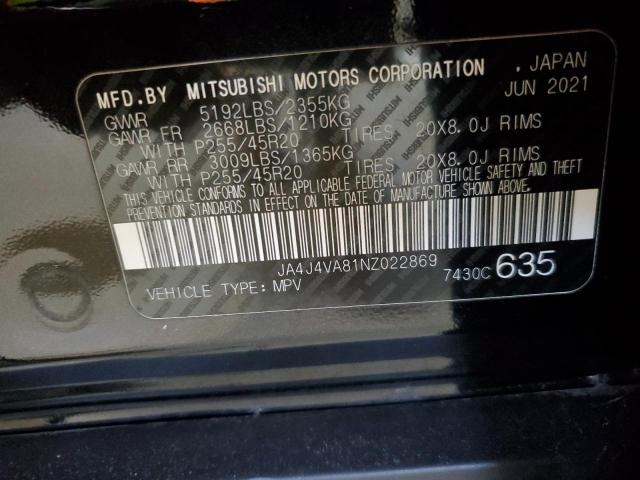 MFD.BY MITSUBISHI MOTORS CORPORATION . JAPAN
GVWR 5192LBS/2355KG JUN 2021
GAWR FR 2668LBS/1210KG TIRES 20X8.0J RIMS
WITH P255/45R20
GAWR RR 3009LBS/1365KG TIRES 20X8.0J RIMS
WITH P255/45R20
THIS VEHICLE CONFORMS TO ALL APPLICABLE FEDERAL MOTOR VEHICLE SAFETY AND THEFT
PREVENTION STANDARDS IN EFFECT ON THE DATE OF MANUFACTURE SHOWN ABOVE.
JA4J4VA81NZ022869
VEHICLE TYPE: MPV 7430C 635